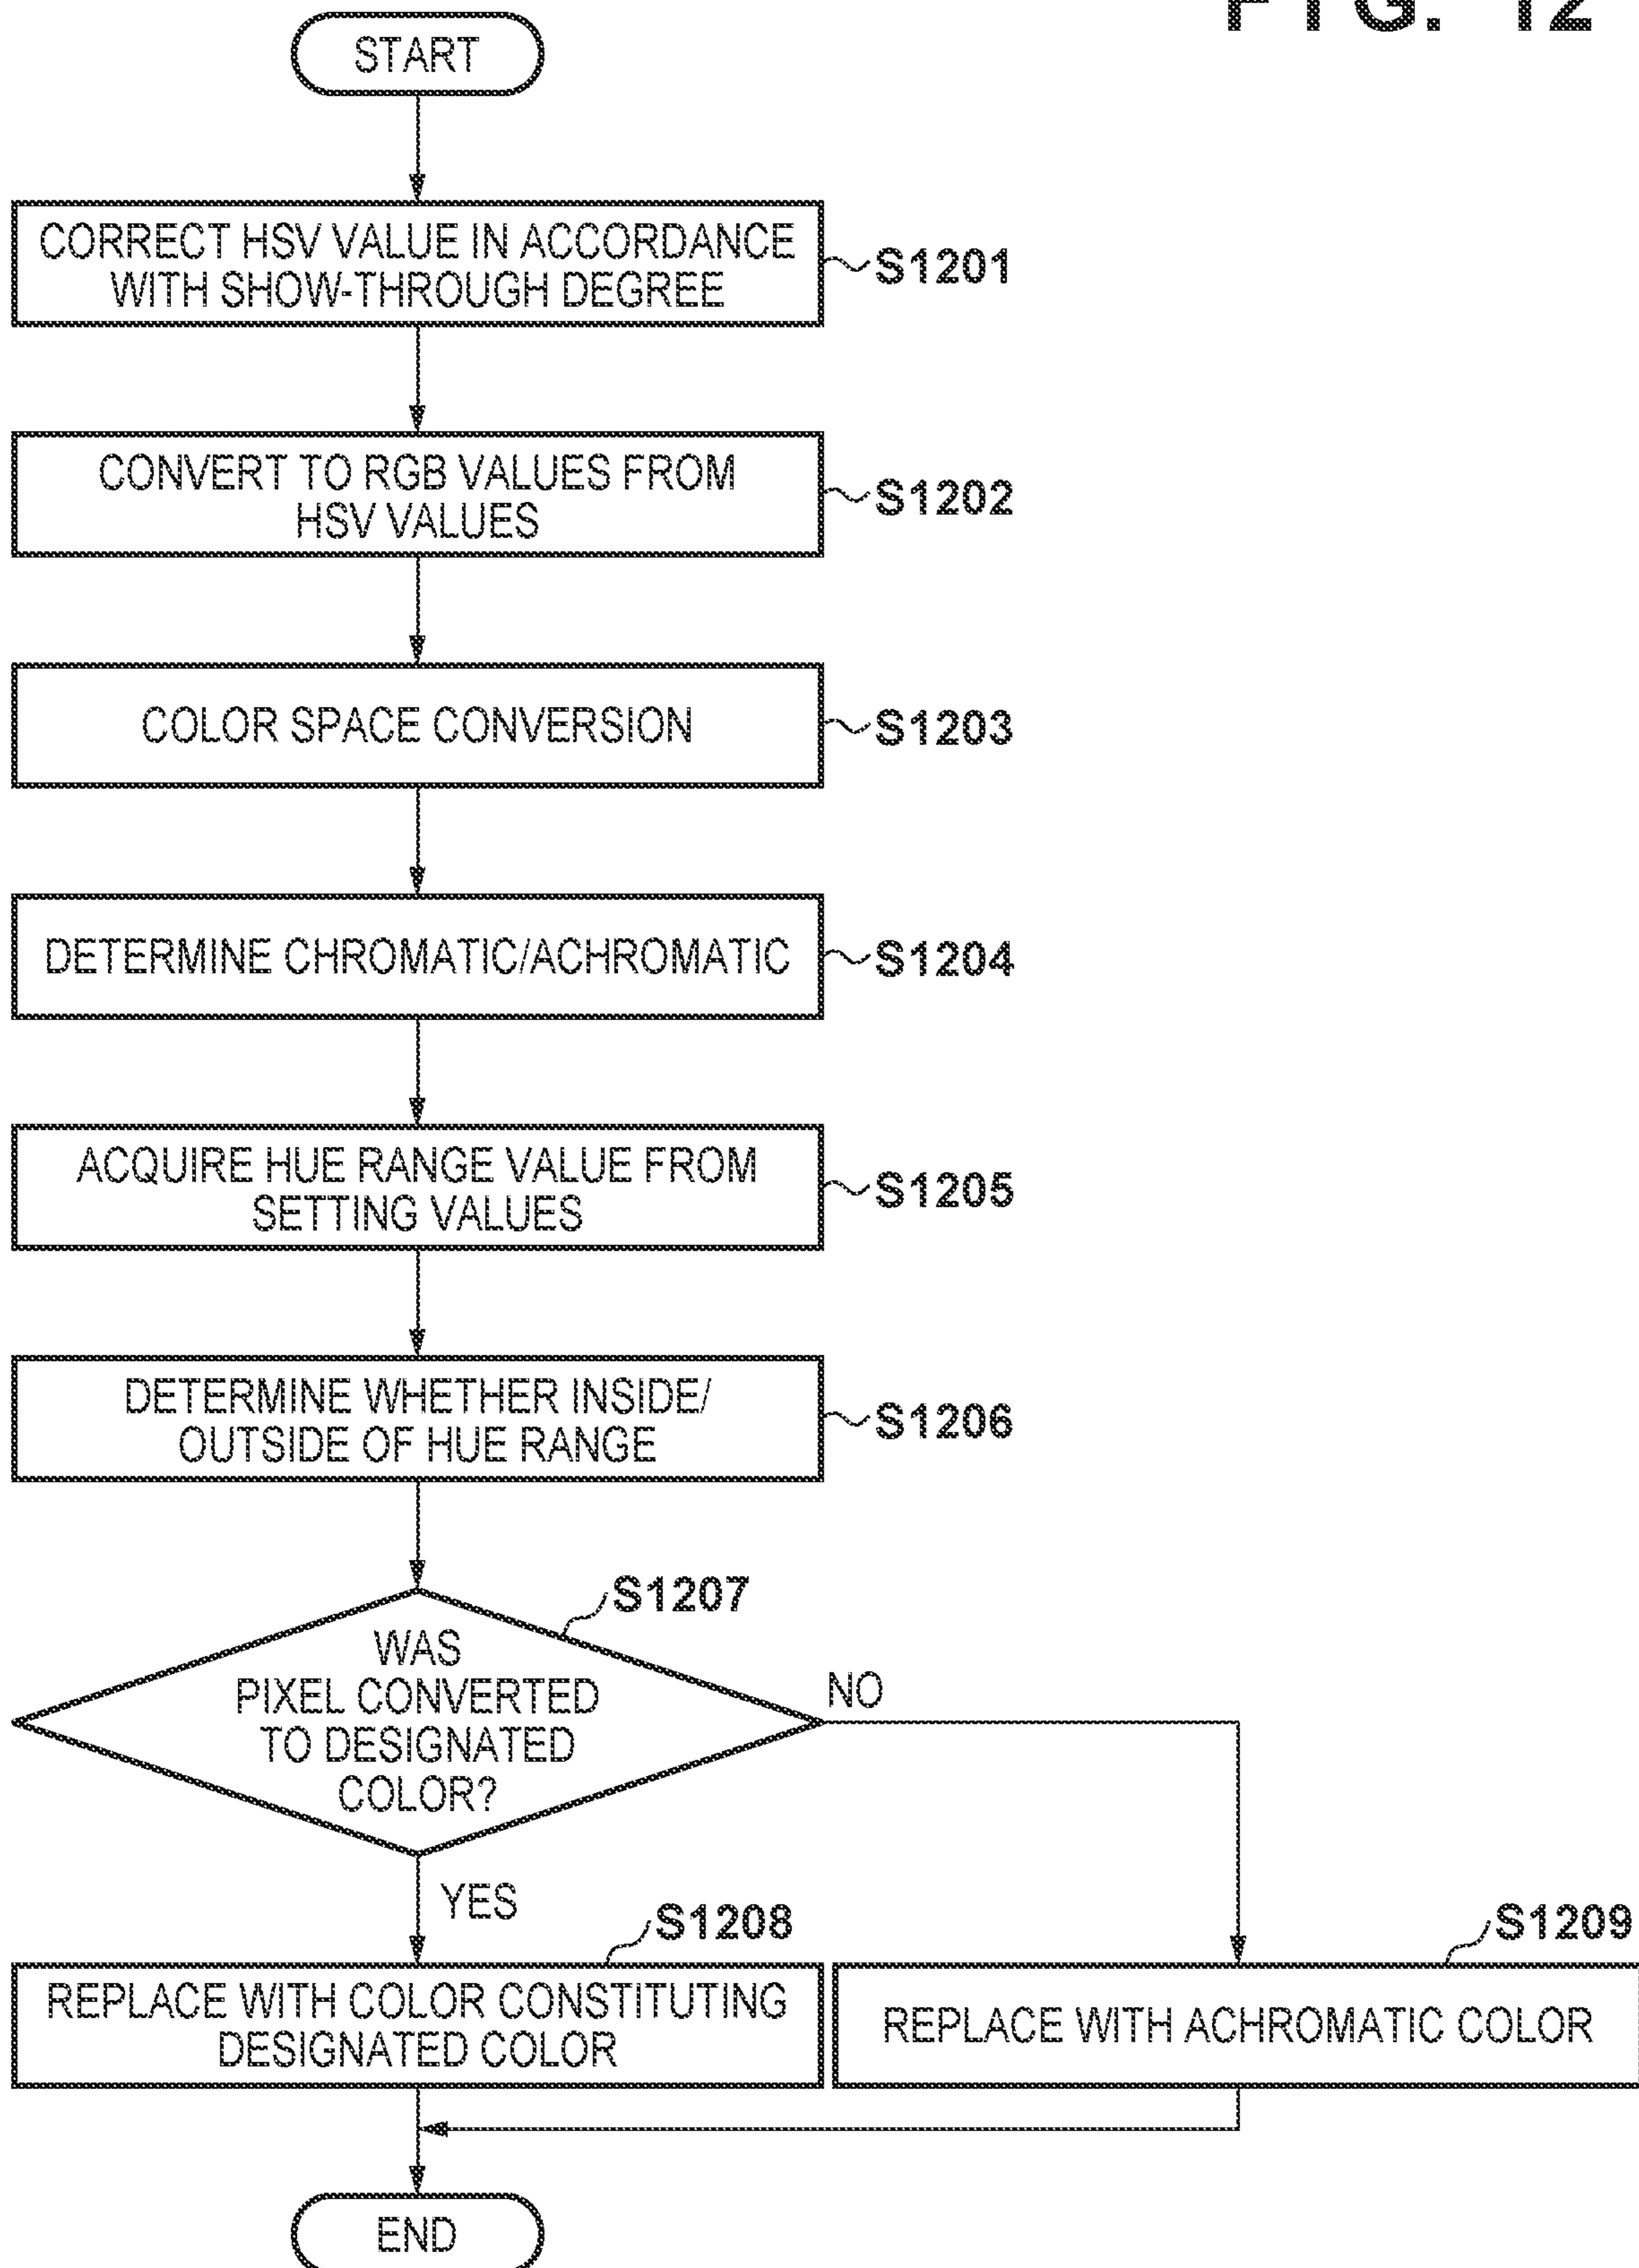 FIG. 12
START
CORRECT HSV VALUE IN ACCORDANCE
WITH SHOW-THROUGH DEGREE
S1201
CONVERT TO RGB VALUES FROM
HSV VALUES
S1202
COLOR SPACE CONVERSION
S1203
DETERMINE CHROMATIC/ACHROMATIC
S1204
ACQUIRE HUE RANGE VALUE FROM
SETTING VALUES
S1205
DETERMINE WHETHER INSIDE/
OUTSIDE OF HUE RANGE
S1206
S1207
WAS
PIXEL CONVERTED
TO DESIGNATED
COLOR?
NO
YES
S1208
REPLACE WITH COLOR CONSTITUTING
DESIGNATED COLOR
S1209
REPLACE WITH ACHROMATIC COLOR
END